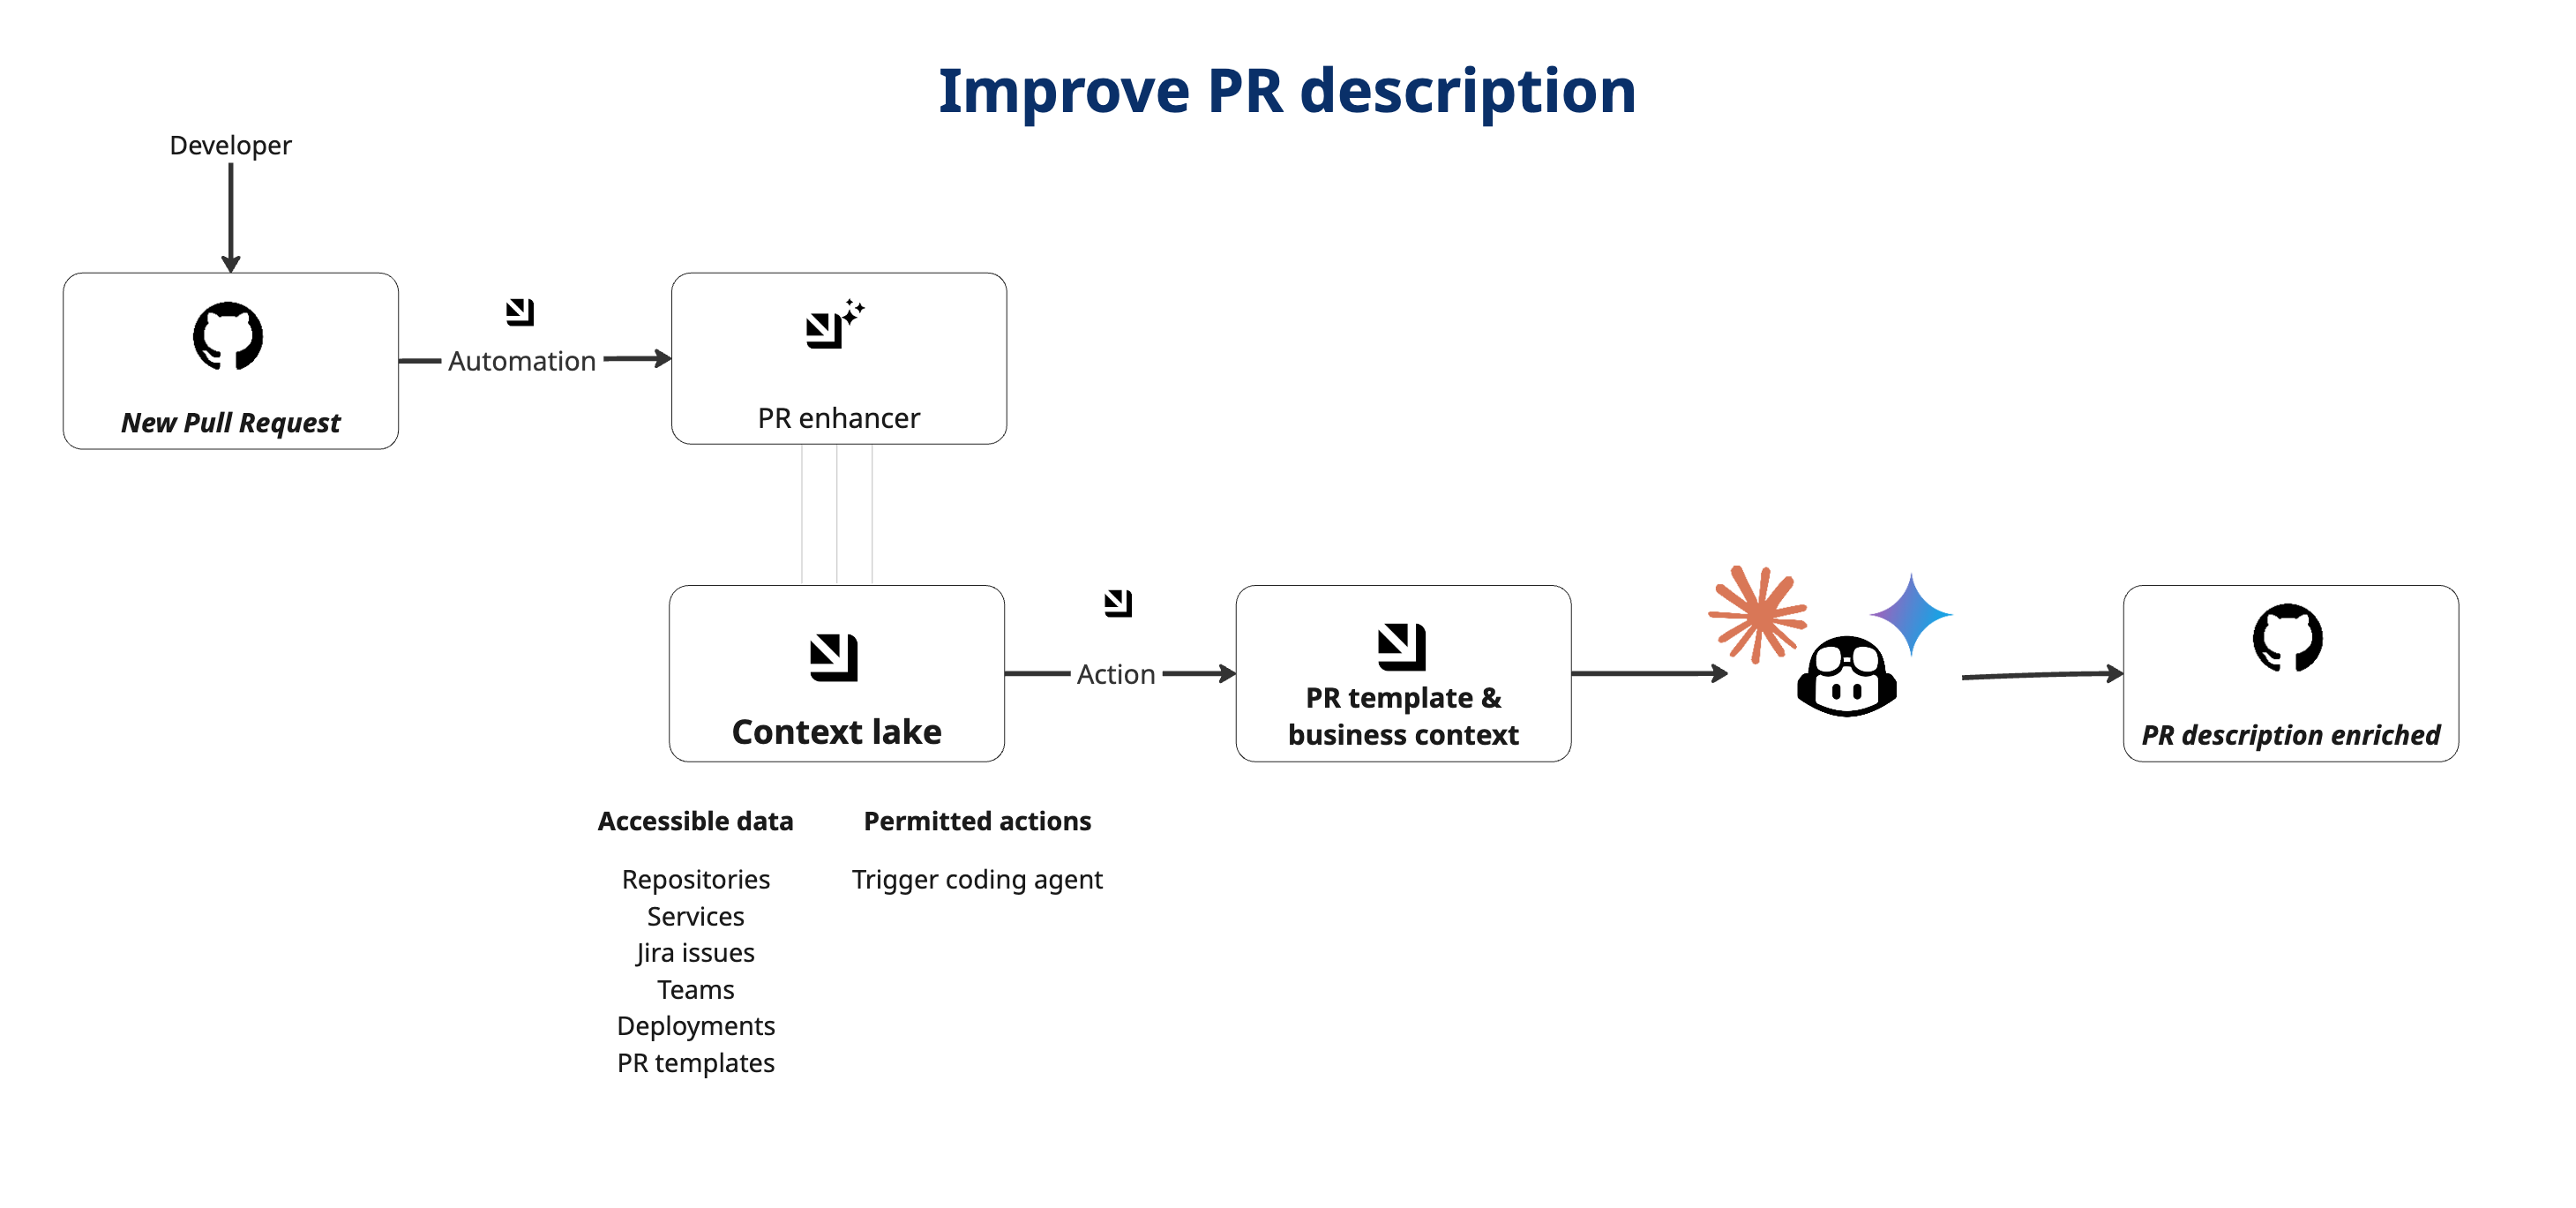 Improve PR description
Developer
New Pull Request
Automation
PR enhancer
Context lake
Action
PR template &
business context
PR description enriched
Accessible data
Repositories
Services
Jira issues
Teams
Deployments
PR templates
Permitted actions
Trigger coding agent